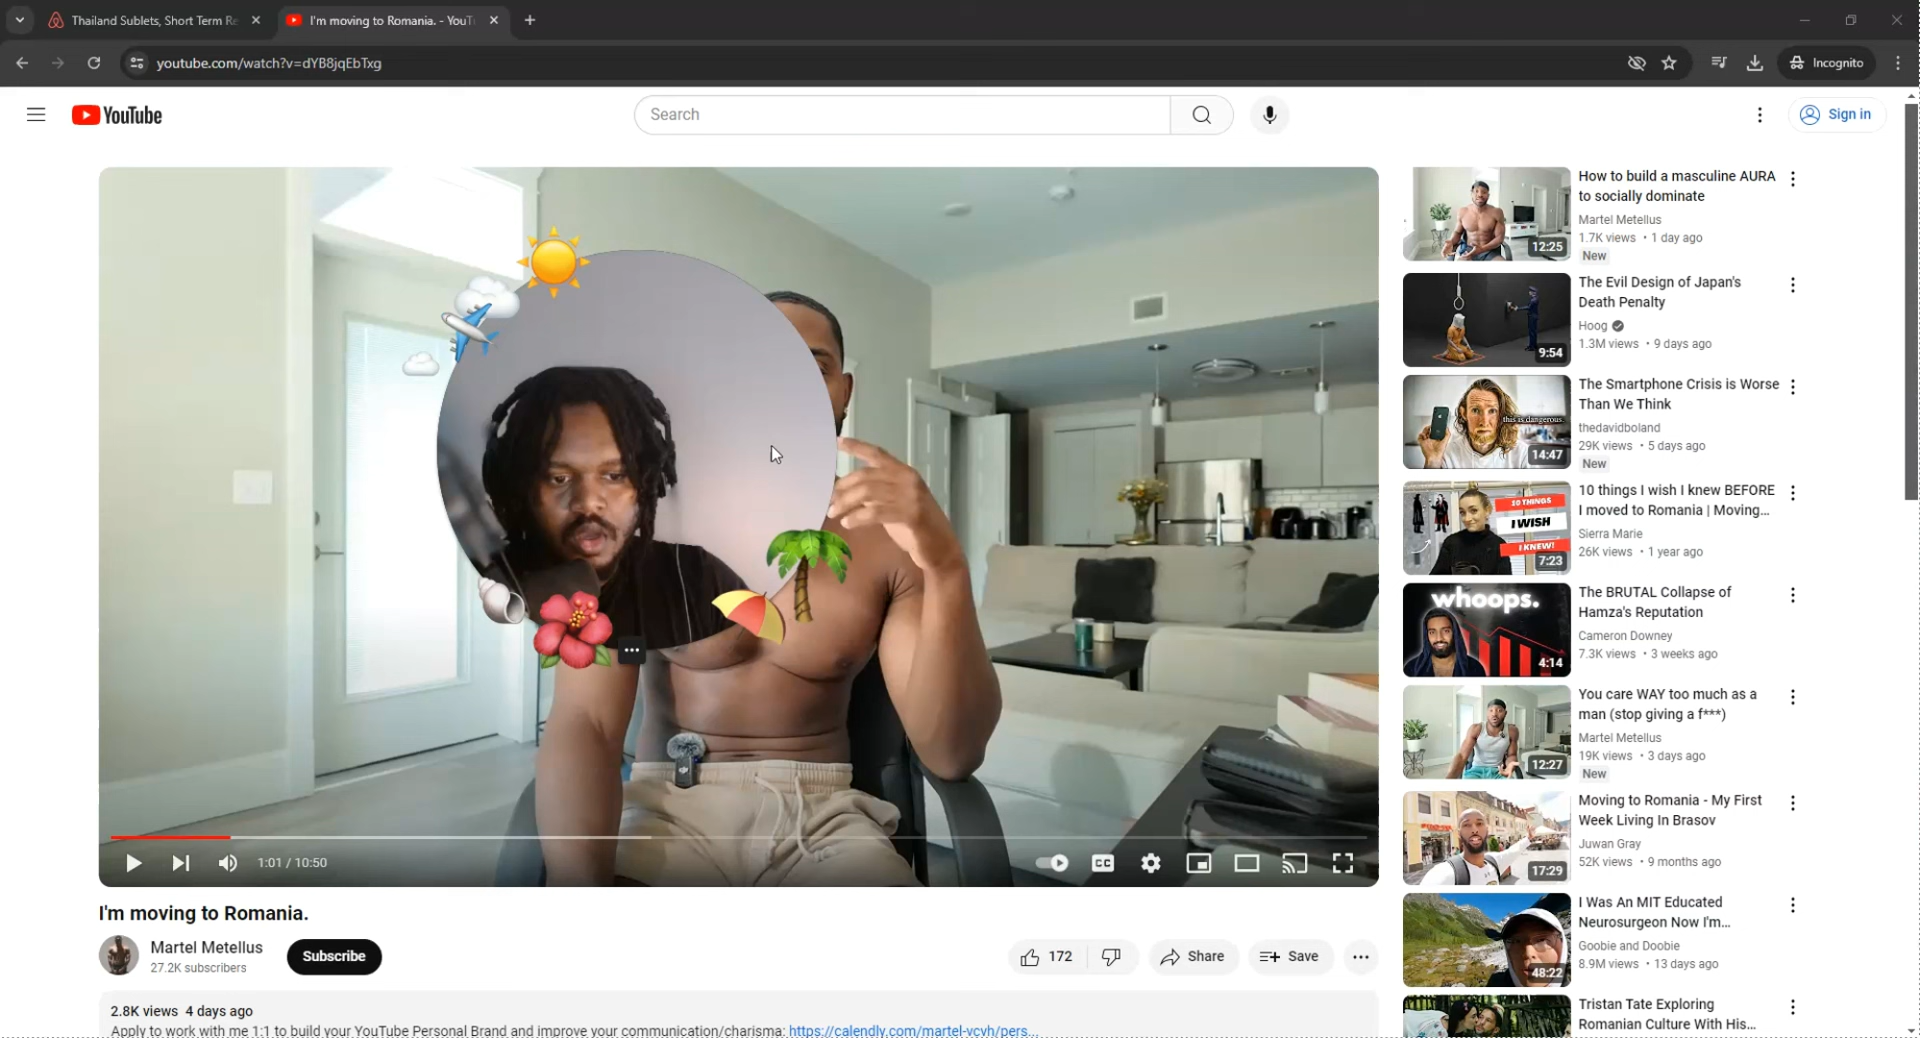 Thailand Sublets, Short Term Re
I'm moving to Romania. - YouT
youtube.com/watch?v=dYB8jqEbTxg
Incognito
YouTube
Search
Sign in
1:01 / 10:50
CC
I'm moving to Romania.
Martel Metellus
27.2K subscribers
Subscribe
172
Share
Save
2.8K views 4 days ago
Apply to work with me 1:1 to build your YouTube Personal Brand and improve your communication/charisma: https://calendly.com/martel-vcvh/pers...
12:25
How to build a masculine AURA
to socially dominate
Martel Metellus
1.7K views • 1 day ago
New
9:54
The Evil Design of Japan's
Death Penalty
Hoog
1.3M views • 9 days ago
this is dangerous.
14:47
The Smartphone Crisis is Worse
Than We Think
thedavidboland
29K views • 5 days ago
New
10 THINGS
I WISH
I KNEW!
7:23
10 things I wish I knew BEFORE
I moved to Romania | Moving...
Sierra Marie
26K views • 1 year ago
whoops.
4:14
The BRUTAL Collapse of
Hamza's Reputation
Cameron Downey
7.3K views • 3 weeks ago
12:27
You care WAY too much as a
man (stop giving a f***)
Martel Metellus
19K views • 3 days ago
New
17:29
Moving to Romania - My First
Week Living In Brasov
Juwan Gray
52K views • 9 months ago
48:22
I Was An MIT Educated
Neurosurgeon Now I'm...
Goobie and Doobie
8.9M views • 13 days ago
Tristan Tate Exploring
Romanian Culture With His...